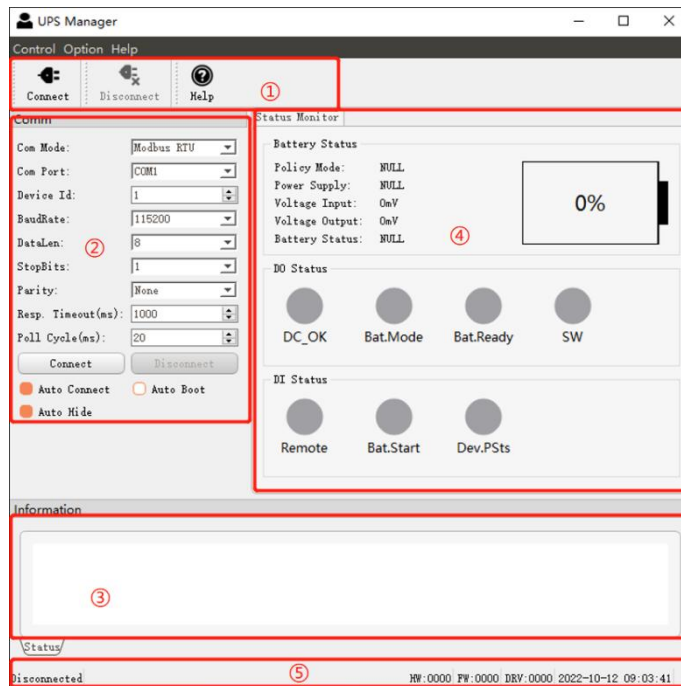 UPS Manager
Control Option Help
Connect Disconnect Help
①
Comm
Com Mode: Modbus RTU
Com Port: COM1
Device Id: 1
BaudRate: 115200
DataLen: 8
②
StopBits: 1
Parity: None
Resp. Timeout(ms): 1000
Poll Cycle(ms): 20
Connect Disconnect
Auto Connect Auto Boot
Auto Hide
Status Monitor
Battery Status
Policy Mode: NULL
Power Supply: NULL
Voltage Input: 0mV
Voltage Output: 0mV
Battery Status: NULL
0%
④
DO Status
DC_OK Bat.Mode Bat.Ready SW
DI Status
Remote Bat.Start Dev.PSts
Information
③
Status
⑤
Disconnected HW:0000 FW:0000 DRV:0000 2022-10-12 09:03:41